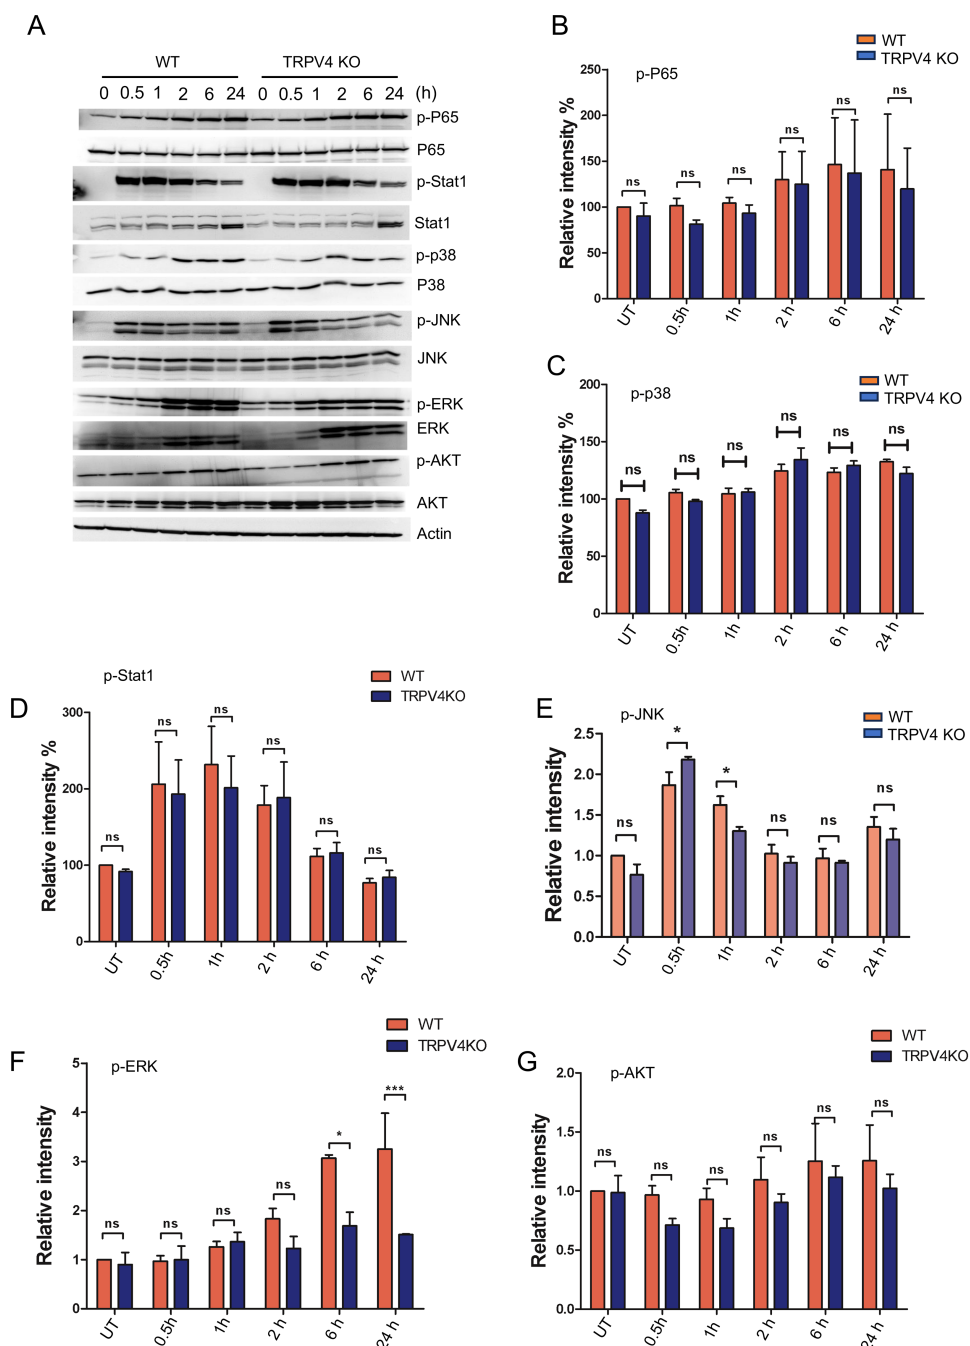 A
WT TRPV4 KO
0 0.5 1 2 6 24 0 0.5 1 2 6 24 (h)
p-P65
P65
p-Stat1
Stat1
p-p38
P38
p-JNK
JNK
p-ERK
ERK
p-AKT
AKT
Actin
B
p-P65
WT
TRPV4 KO
Relative intensity %
250
200
150
100
50
0
ns ns ns ns ns ns
UT 0.5h 1h 2 h 6 h 24 h
C
p-p38
WT
TRPV4 KO
Relative intensity %
200
150
100
50
0
ns ns ns ns ns ns
UT 0.5h 1h 2 h 6 h 24 h
D
p-Stat1
WT
TRPV4KO
Relative intensity %
300
200
100
0
ns ns ns ns ns ns
UT 0.5h 1h 2 h 6 h 24 h
E
p-JNK
WT
TRPV4 KO
Relative intensity
2.5
2.0
1.5
1.0
0.5
0.0
ns * * ns ns ns
UT 0.5h 1h 2 h 6 h 24 h
F
p-ERK
WT
TRPV4KO
Relative intensity
5
4
3
2
1
0
ns ns ns ns * ***
UT 0.5h 1h 2 h 6 h 24 h
G
p-AKT
WT
TRPV4KO
Relative intensity
2.0
1.5
1.0
0.5
0.0
ns ns ns ns ns ns
UT 0.5h 1h 2 h 6 h 24 h